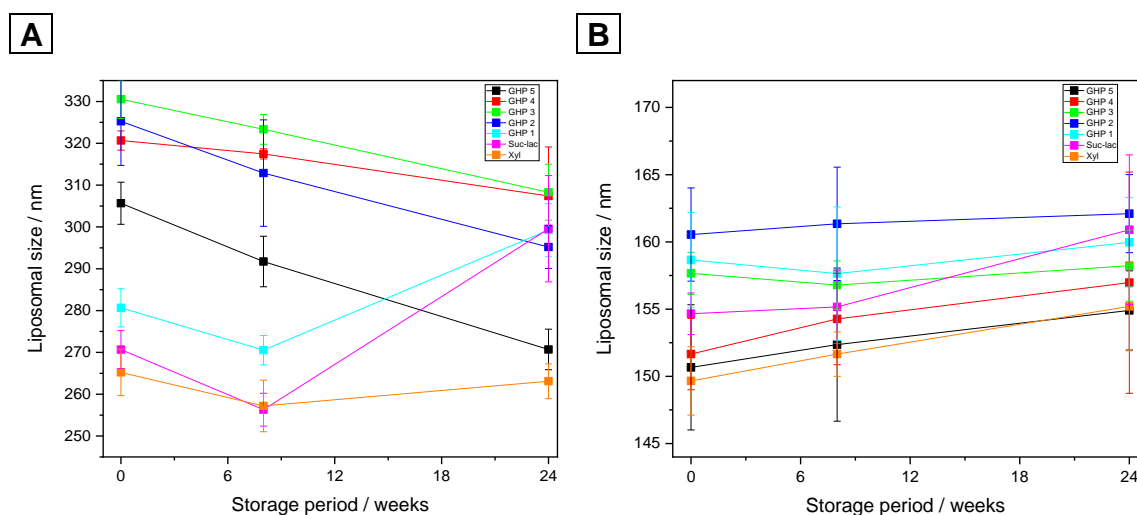 A
B
GHP 5
GHP 4
GHP 3
GHP 2
GHP 1
Suc-lac
Xyl
330
320
310
300
290
280
270
260
250
Liposomal size / nm
0 6 12 18 24
Storage period / weeks
GHP 5
GHP 4
GHP 3
GHP 2
GHP 1
Suc-lac
Xyl
170
165
160
155
150
145
Liposomal size / nm
0 6 12 18 24
Storage period / weeks